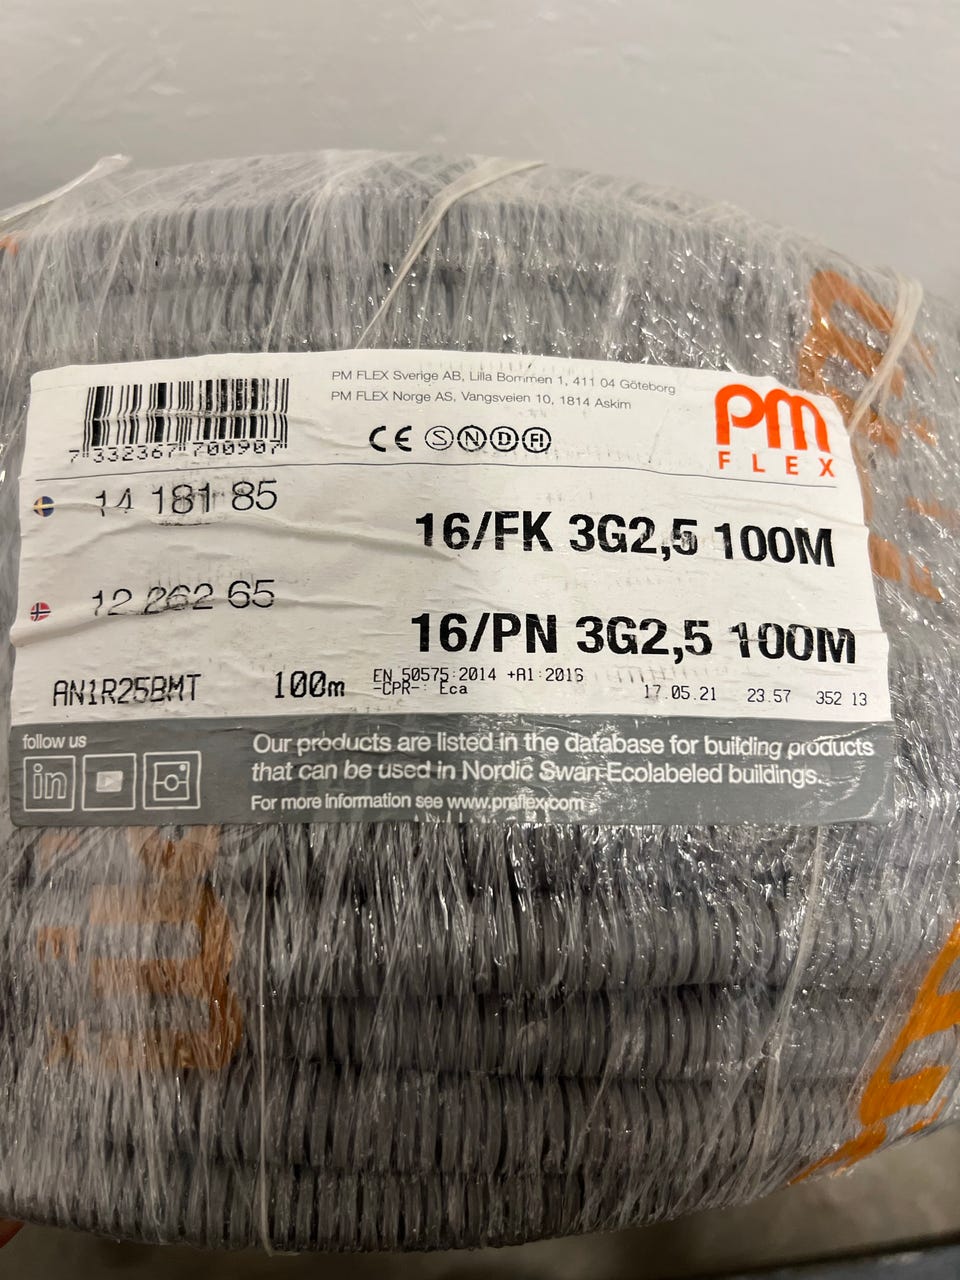 PM FLEX Sverige AB, Lilla Bommen 1, 411 04 Göteborg
PM FLEX Norge AS, Vangsveien 10, 1814 Askim
pm
FLEX
7 332367 700907
CE S N D FI
14 181 85
16/FK 3G2,5 100M
12 262 65
16/PN 3G2,5 100M
AN1R25BMT 100m
EN 50575:2014 +A1:2016
-CPR-: Eca
17.05.21 23.57 352 13
follow us
in
Our products are listed in the database for building products
that can be used in Nordic Swan Ecolabeled buildings.
For more information see www.pmflex.com